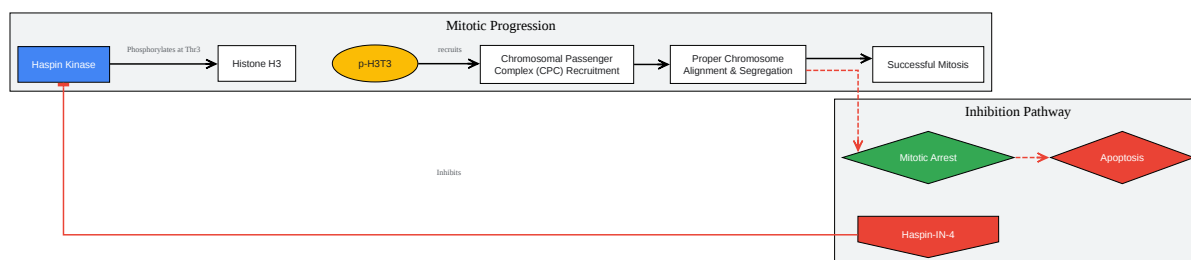 Mitotic Progression
Haspin Kinase
Phosphorylates at Thr3
Histone H3
p-H3T3
recruits
Chromosomal Passenger
Complex (CPC) Recruitment
Proper Chromosome
Alignment & Segregation
Successful Mitosis
Inhibition Pathway
Mitotic Arrest
Apoptosis
Inhibits
Haspin-IN-4